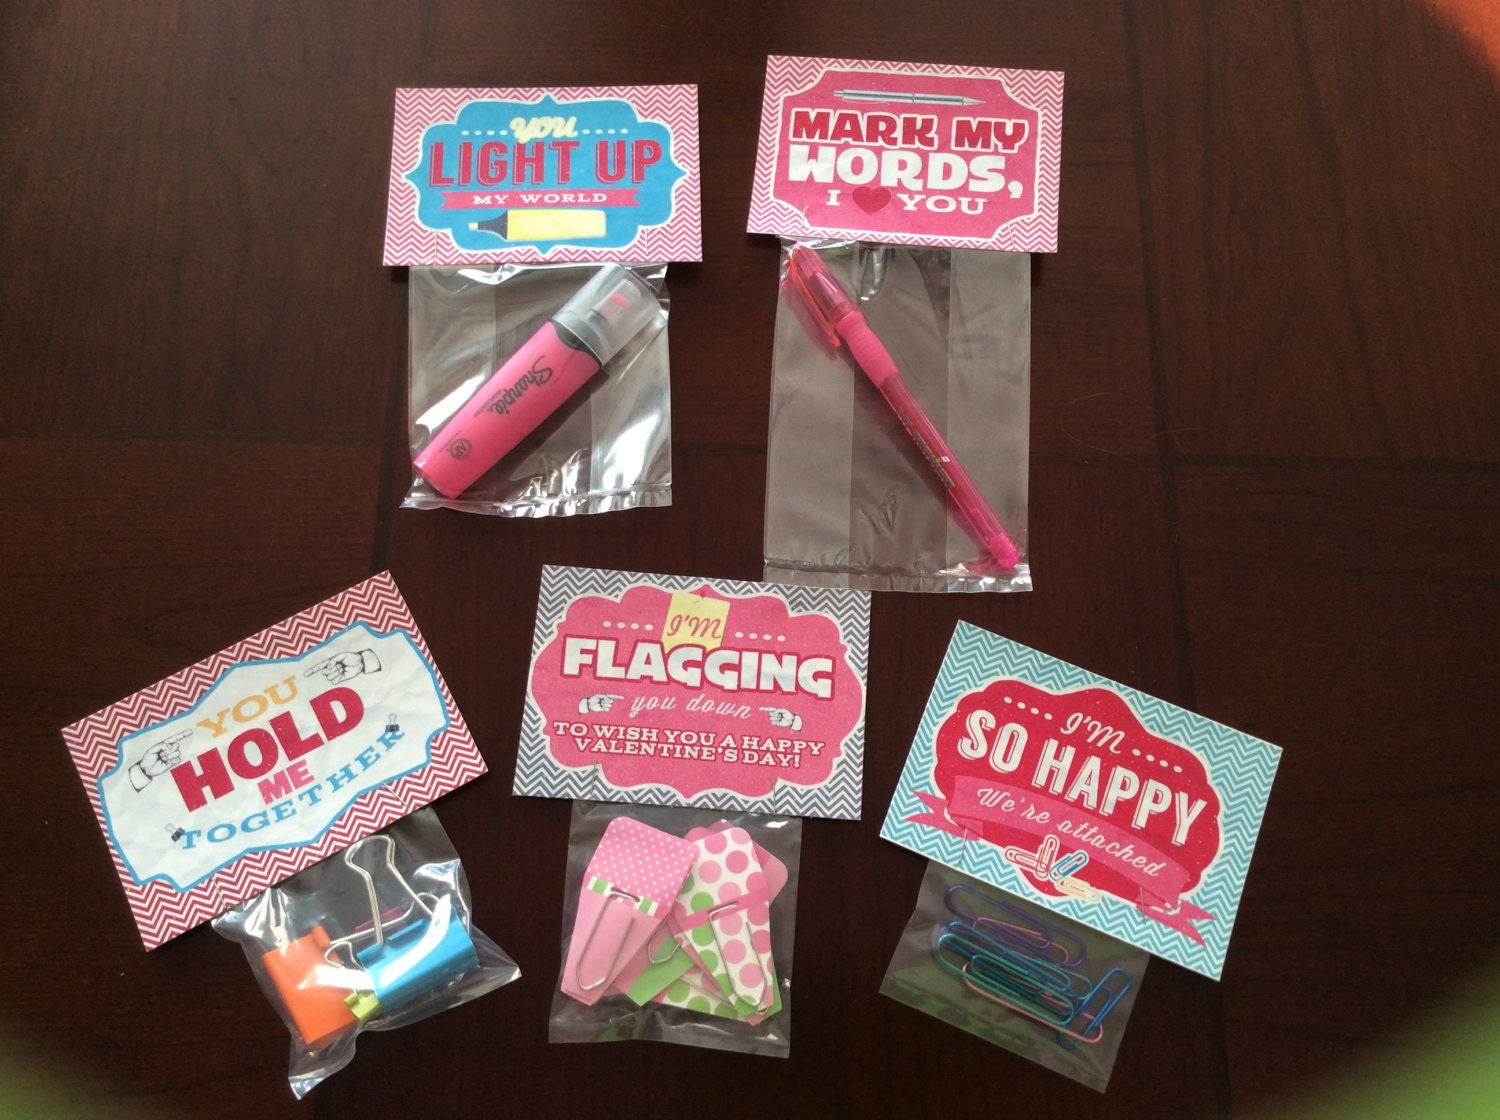 YOU
LIGHT UP
MY WORLD
MARK MY
WORDS,
I YOU
Sharpie
YOU
HOLD
ME
TOGETHER
I'M
FLAGGING
you down
TO WISH YOU A HAPPY
VALENTINE'S DAY!
I'M
SO HAPPY
We're attached